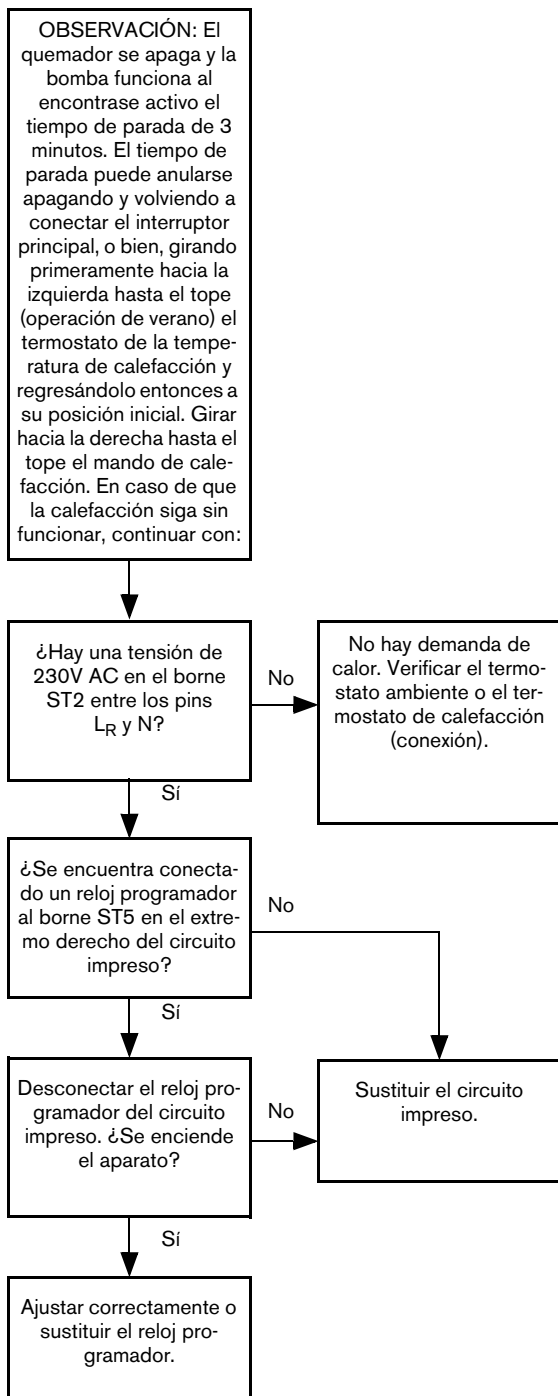 OBSERVACIÓN: El
quemador se apaga y la
bomba funciona al
encontrase activo el
tiempo de parada de 3
minutos. El tiempo de
parada puede anularse
apagando y volviendo a
conectar el interruptor
principal, o bien, girando
primeramente hacia la
izquierda hasta el tope
(operación de verano) el
termostato de la tempe-
ratura de calefacción y
regresándolo entonces a
su posición inicial. Girar
hacia la derecha hasta el
tope el mando de cale-
facción. En caso de que
la calefacción siga sin
funcionar, continuar con:
¿Hay una tensión de
230V AC en el borne
ST2 entre los pins
LR y N?
No
No hay demanda de
calor. Verificar el termo-
stato ambiente o el ter-
mostato de calefacción
(conexión).
Sí
¿Se encuentra conecta-
do un reloj programador
al borne ST5 en el extre-
mo derecho del circuito
impreso?
No
Sí
Desconectar el reloj pro-
gramador del circuito
impreso. ¿Se enciende
el aparato?
No
Sustituir el circuito
impreso.
Sí
Ajustar correctamente o
sustituir el reloj pro-
gramador.